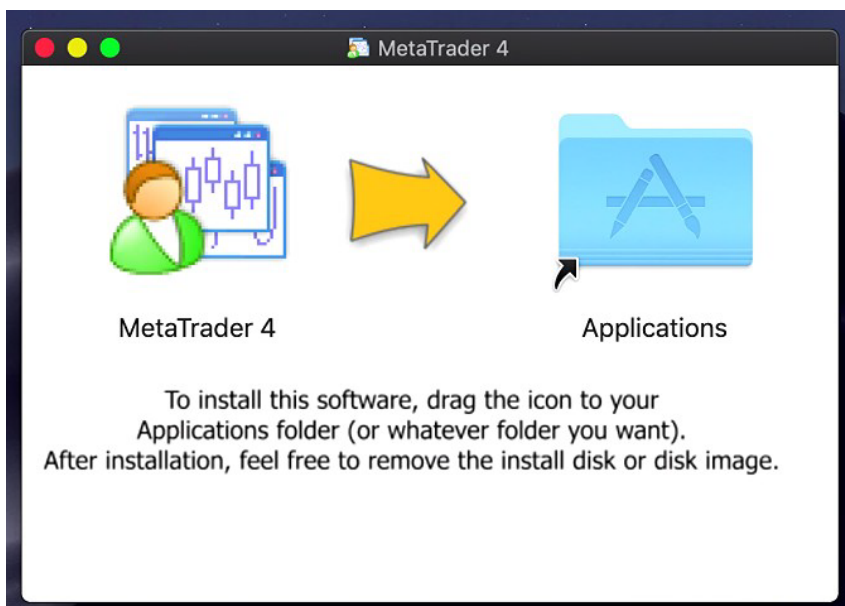 MetaTrader 4
MetaTrader 4
Applications
To install this software, drag the icon to your
Applications folder (or whatever folder you want).
After installation, feel free to remove the install disk or disk image.